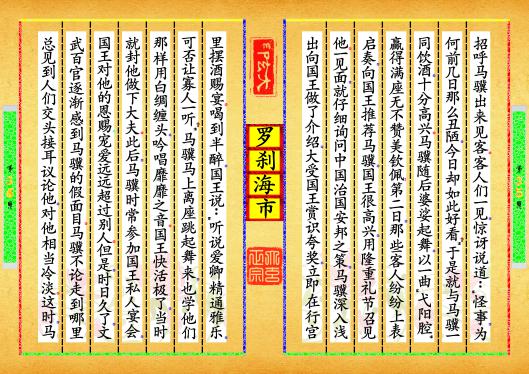 招呼马骥出来见客客人们一见惊讶说道：怪事为
何前几日那么丑陋今日却如此好看，于是就与马骥一
同饮酒十分高兴马骥随后婆娑起舞以一曲弋阳腔
赢得满座无不赞美钦佩第二日那些客人纷纷上表
启奏向国王推荐马骥国王很高兴用隆重礼节召见
他一见面就仔细询问中国治国安邦之策马骥深入浅
出向国王做了介绍大受国王赏识夸奖立即在行宫
罗刹海市
里摆酒赐宴喝到半醉国王说：听说爱卿精通雅乐
可否让寡人一听，马骥马上离座跳起舞来也学他们
那样用白绸缠头吟唱靡靡之音国王快活极了当时
就封他做下大夫此后马骥时常参加国王私人宴会
国王对他的恩赐宠爱远远超过别人但是时日久了文
武百官逐渐感到马骥的假面目马骥不论走到哪里
总见到人们交头接耳议论他对他相当冷淡这时马